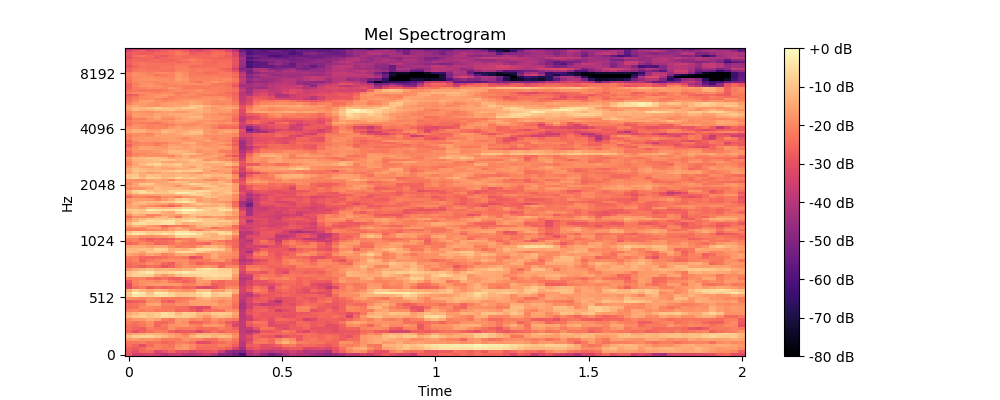 Mel Spectrogram
Hz
8192
4096
2048
1024
512
0
0
0.5
1
1.5
2
Time
+0 dB
-10 dB
-20 dB
-30 dB
-40 dB
-50 dB
-60 dB
-70 dB
-80 dB